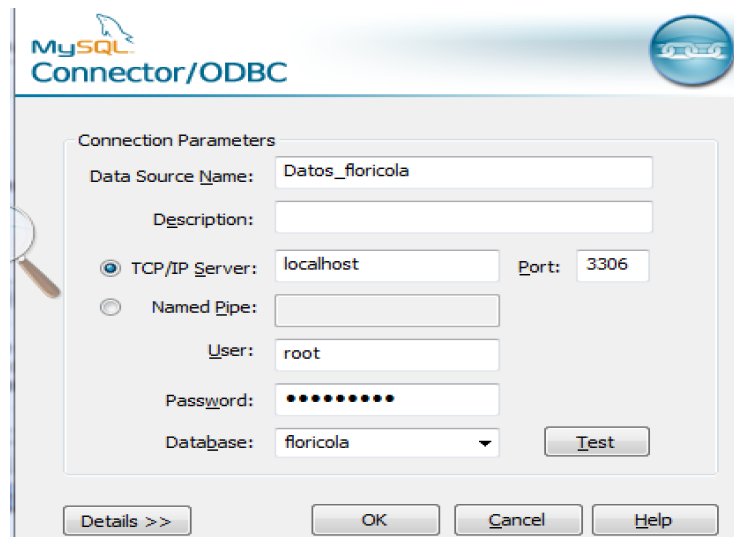 MySQL
Connector/ODBC
Connection Parameters
Data Source Name: Datos_floricola
Description:
TCP/IP Server: localhost Port: 3306
Named Pipe:
User: root
Password: •••••••••
Database: floricola Test
Details >> OK Cancel Help